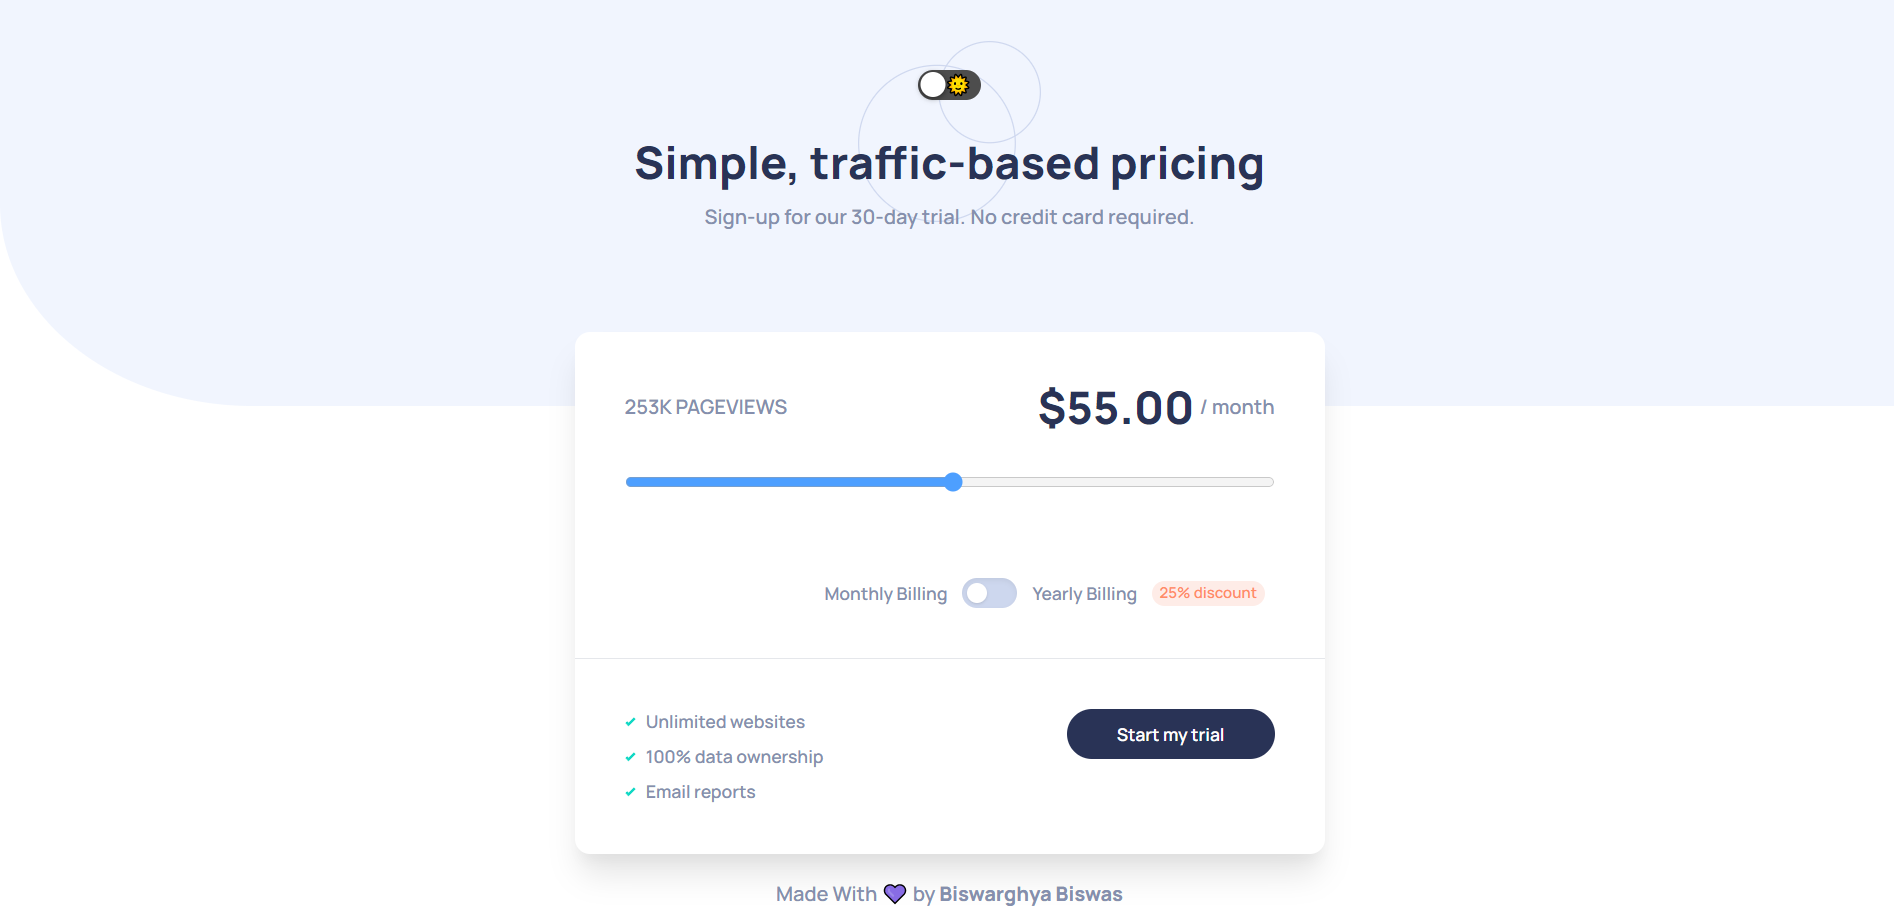 Simple, traffic-based pricing
Sign-up for our 30-day trial. No credit card required.
253K PAGEVIEWS
$55.00 / month
Monthly Billing Yearly Billing 25% discount
Unlimited websites
100% data ownership
Email reports
Start my trial
Made With 💜 by Biswarghya Biswas